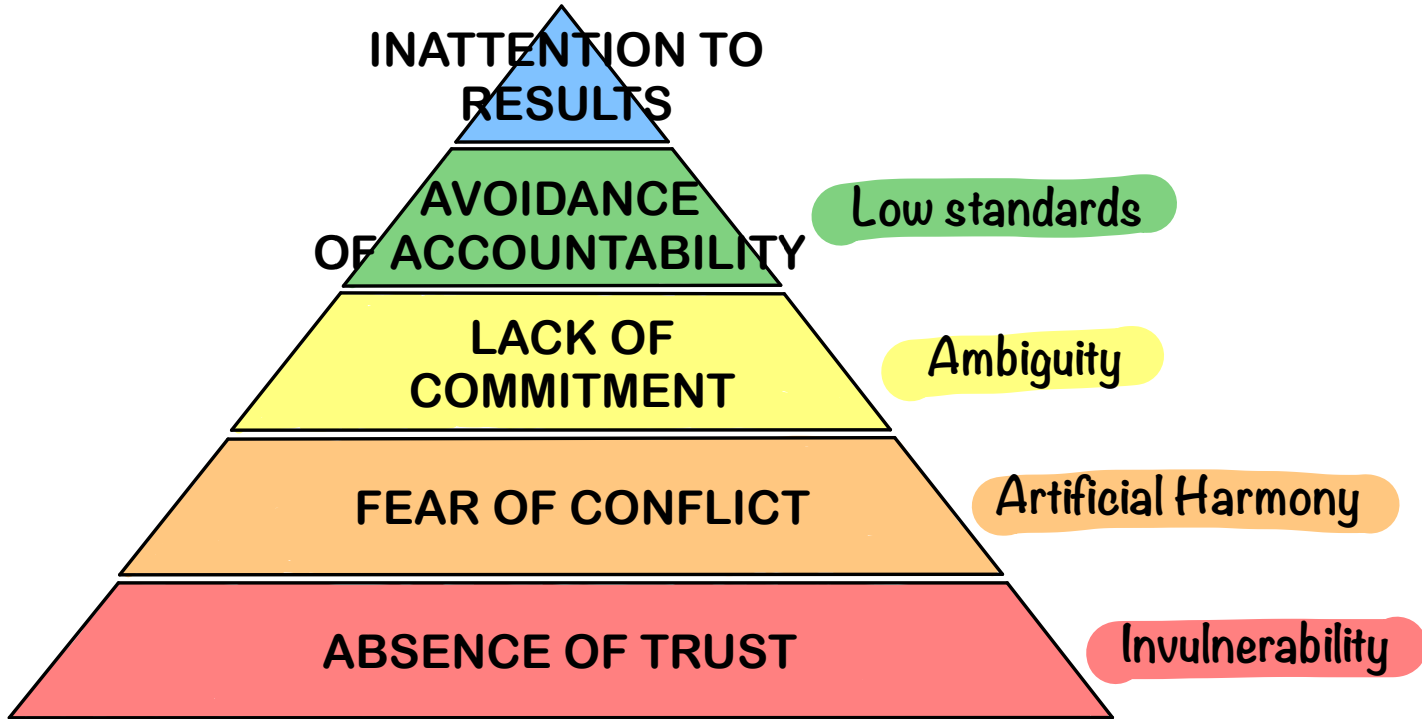 INATTENTION TO
RESULTS
AVOIDANCE
OF ACCOUNTABILITY
Low standards
LACK OF
COMMITMENT
Ambiguity
FEAR OF CONFLICT
Artificial Harmony
ABSENCE OF TRUST
Invulnerability